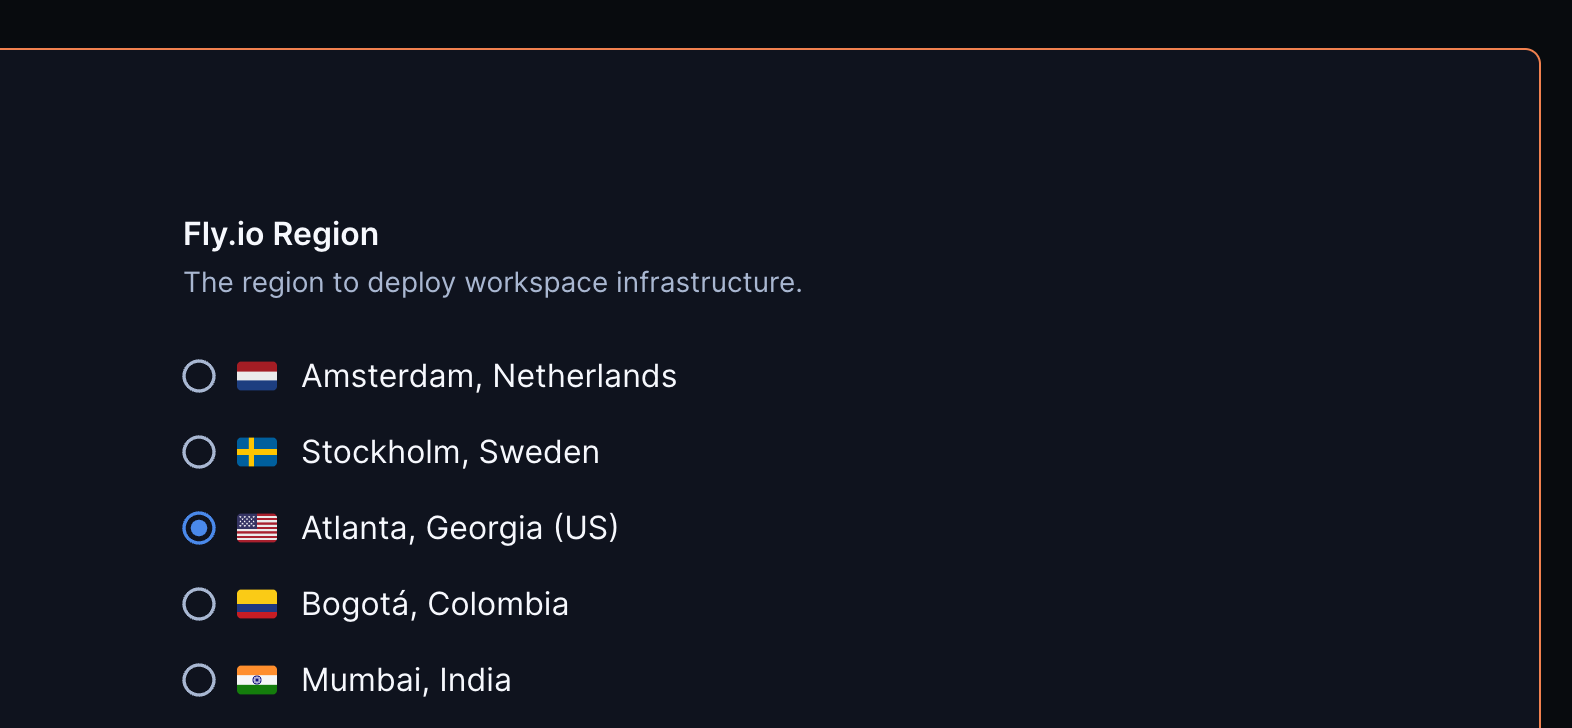 Fly.io Region
The region to deploy workspace infrastructure.
Amsterdam, Netherlands
Stockholm, Sweden
Atlanta, Georgia (US)
Bogotá, Colombia
Mumbai, India